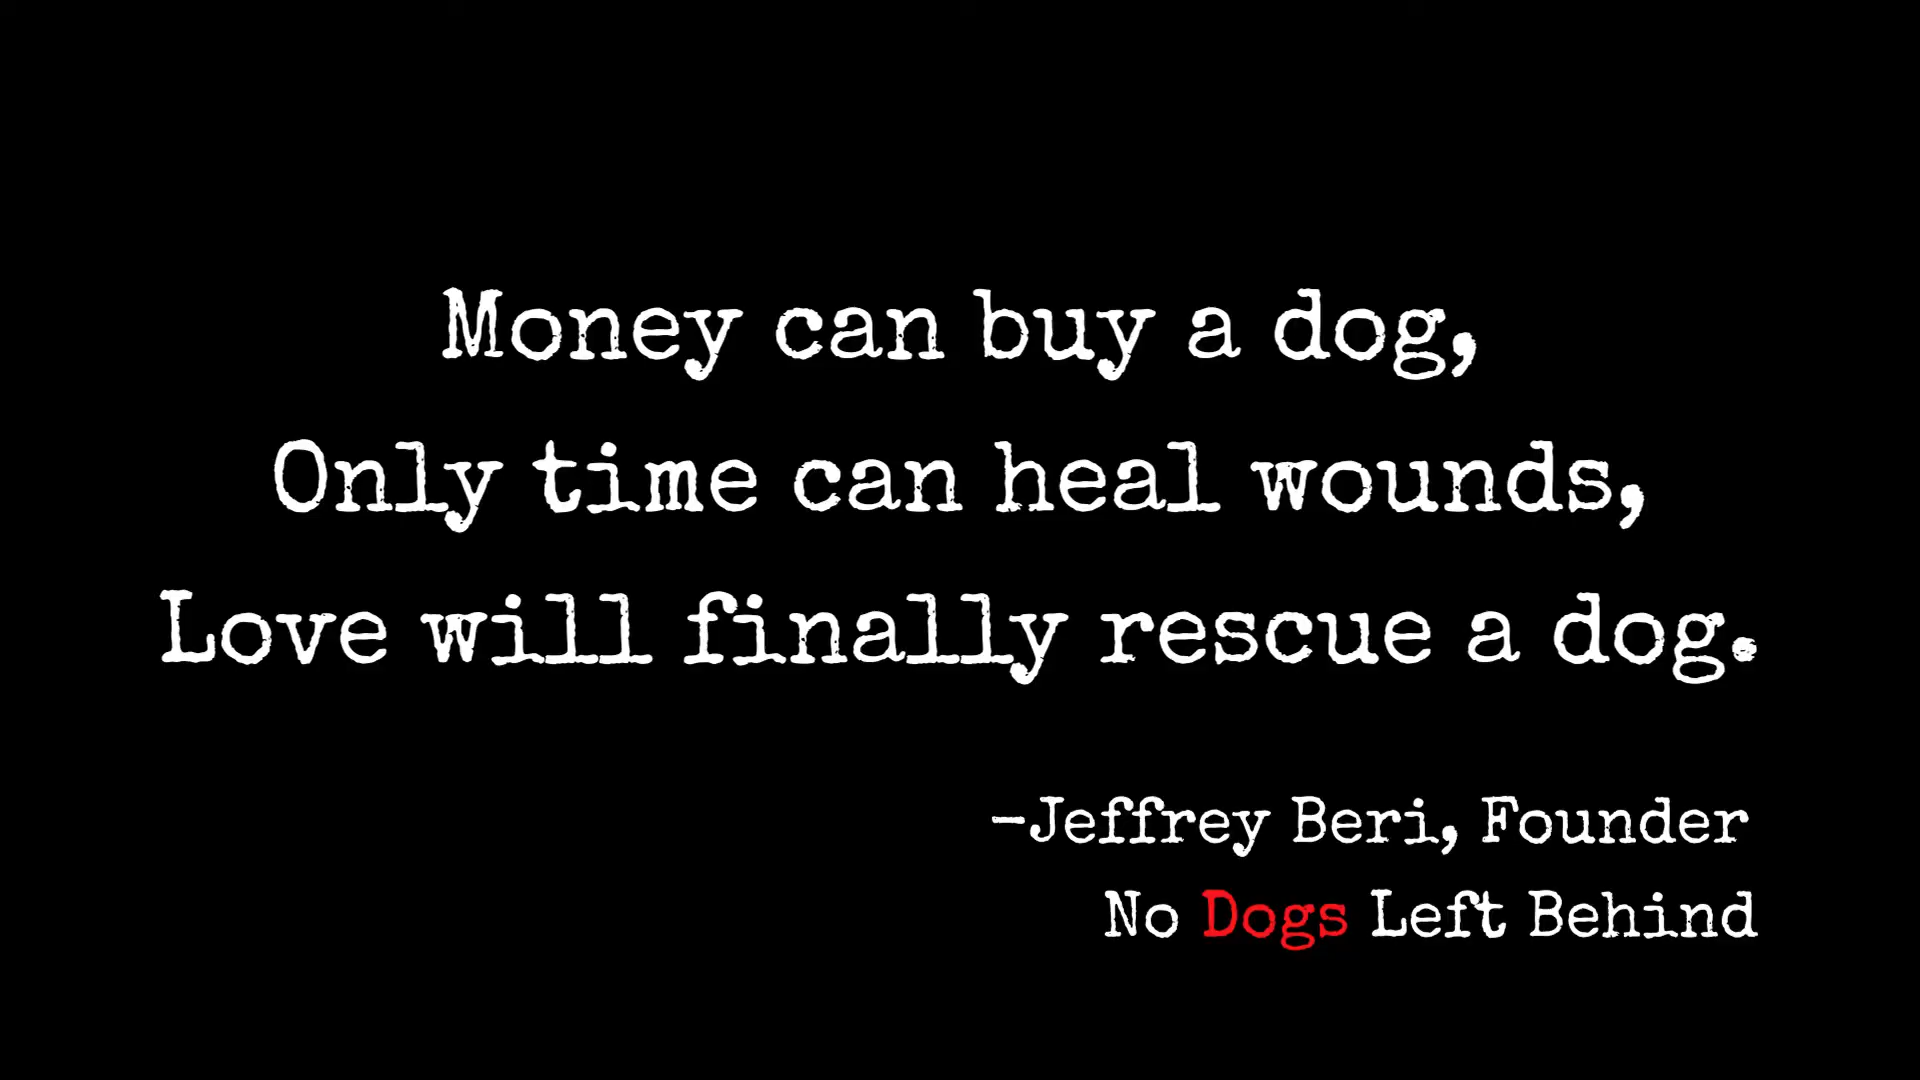 Money can buy a dog,
Only time can heal wounds,
Love will finally rescue a dog.
-Jeffrey Beri, Founder
No Dogs Left Behind